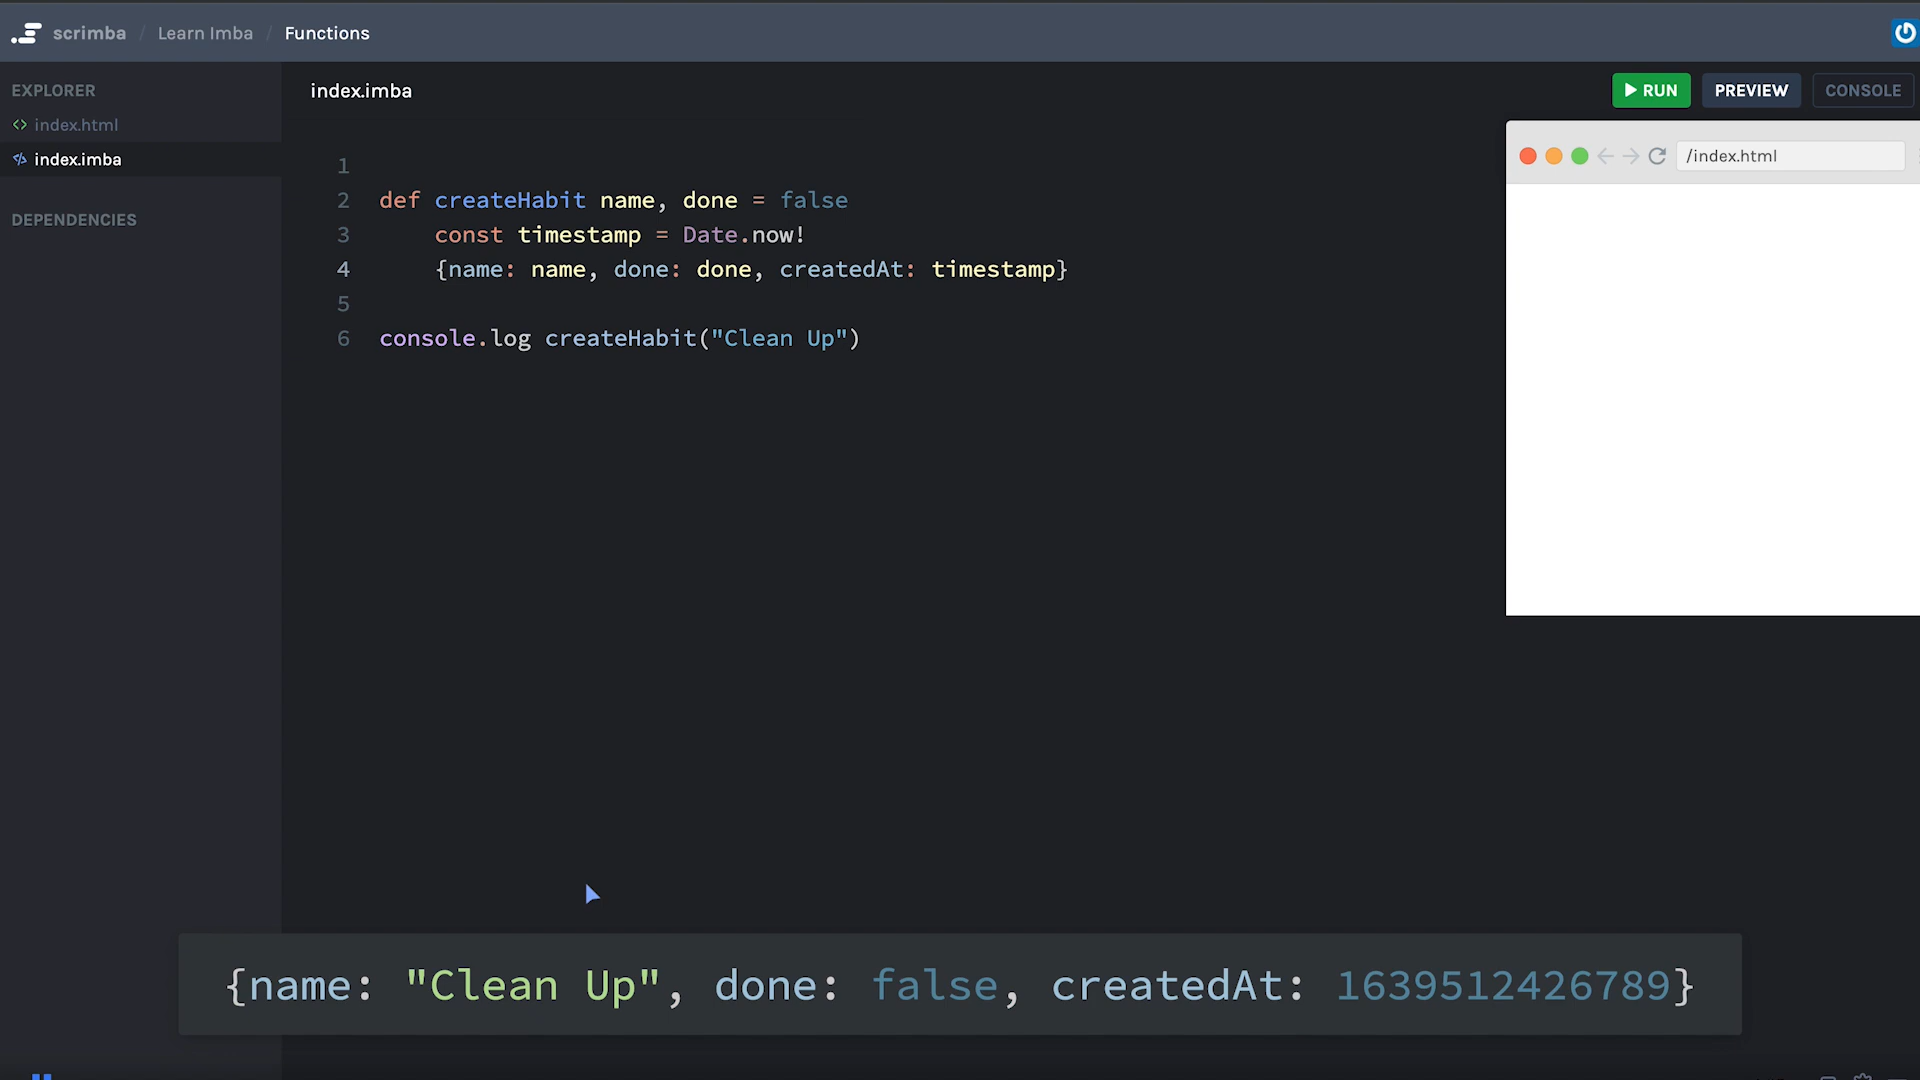 scrimba / Learn Imba / Functions
EXPLORER
index.html
index.imba
DEPENDENCIES
index.imba
RUN
PREVIEW
CONSOLE
/index.html
1
2 def createHabit name, done = false
3 const timestamp = Date.now!
4 {name: name, done: done, createdAt: timestamp}
5
6 console.log createHabit("Clean Up")
{name: "Clean Up", done: false, createdAt: 1639512426789}